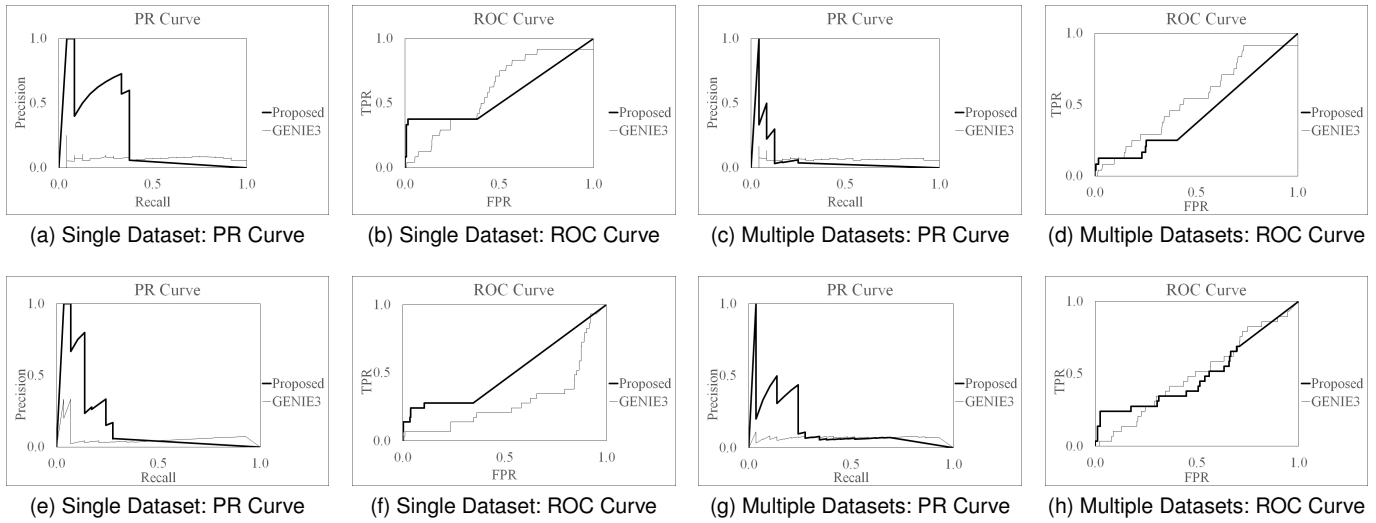 PR Curve
1.0
0.5
0.0
0.0
0.5
1.0
Precision
Recall
Proposed
GENIE3
(a) Single Dataset: PR Curve
ROC Curve
1.0
0.5
0.0
0.0
0.5
1.0
TPR
FPR
Proposed
GENIE3
(b) Single Dataset: ROC Curve
PR Curve
1.0
0.5
0.0
0.0
0.5
1.0
Precision
Recall
Proposed
GENIE3
(c) Multiple Datasets: PR Curve
ROC Curve
1.0
0.5
0.0
0.0
0.5
1.0
TPR
FPR
Proposed
GENIE3
(d) Multiple Datasets: ROC Curve
PR Curve
1.0
0.5
0.0
0.0
0.5
1.0
Precision
Recall
Proposed
GENIE3
(e) Single Dataset: PR Curve
ROC Curve
1.0
0.5
0.0
0.0
0.5
1.0
TPR
FPR
Proposed
GENIE3
(f) Single Dataset: ROC Curve
PR Curve
1.0
0.5
0.0
0.0
0.5
1.0
Precision
Recall
Proposed
GENIE3
(g) Multiple Datasets: PR Curve
ROC Curve
1.0
0.5
0.0
0.0
0.5
1.0
TPR
FPR
Proposed
GENIE3
(h) Multiple Datasets: ROC Curve